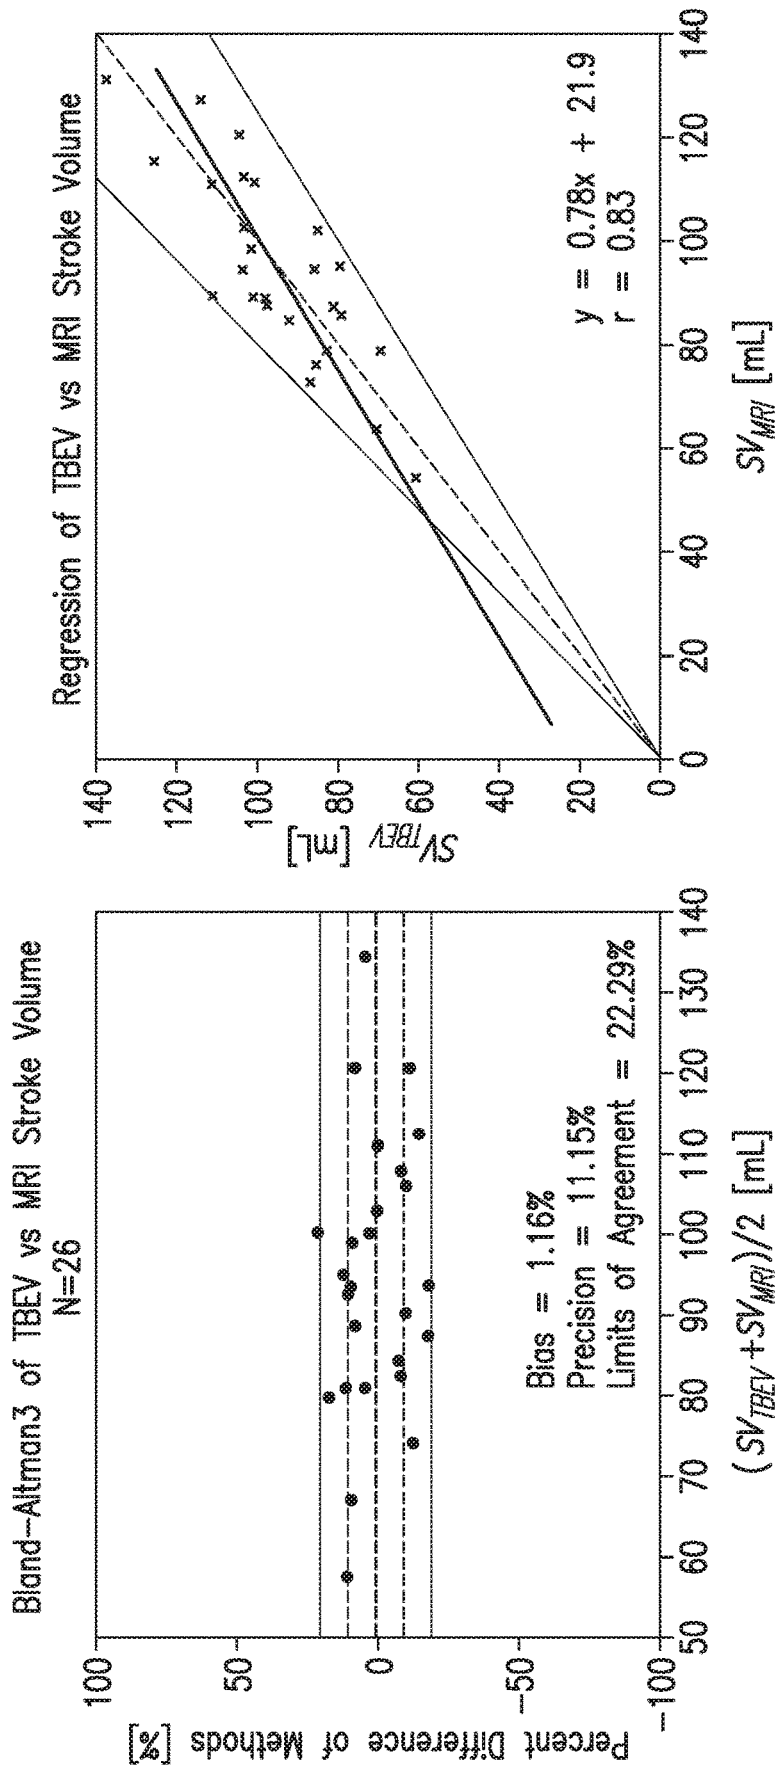 Bland-Altman3 of TBEV vs MRI Stroke Volume
N=26
Percent Difference of Methods [%]
100
50
0
-50
-100
Bias = 1.16%
Precision = 11.15%
Limits of Agreement = 22.29%
50 60 70 80 90 100 110 120 130 140
(SV_TBEV+SV_MRI)/2 [mL]
Regression of TBEV vs MRI Stroke Volume
SV_TBEV [mL]
140
120
100
80
60
40
20
0
y = 0.78x + 21.9
r = 0.83
0 20 40 60 80 100 120 140
SV_MRI [mL]